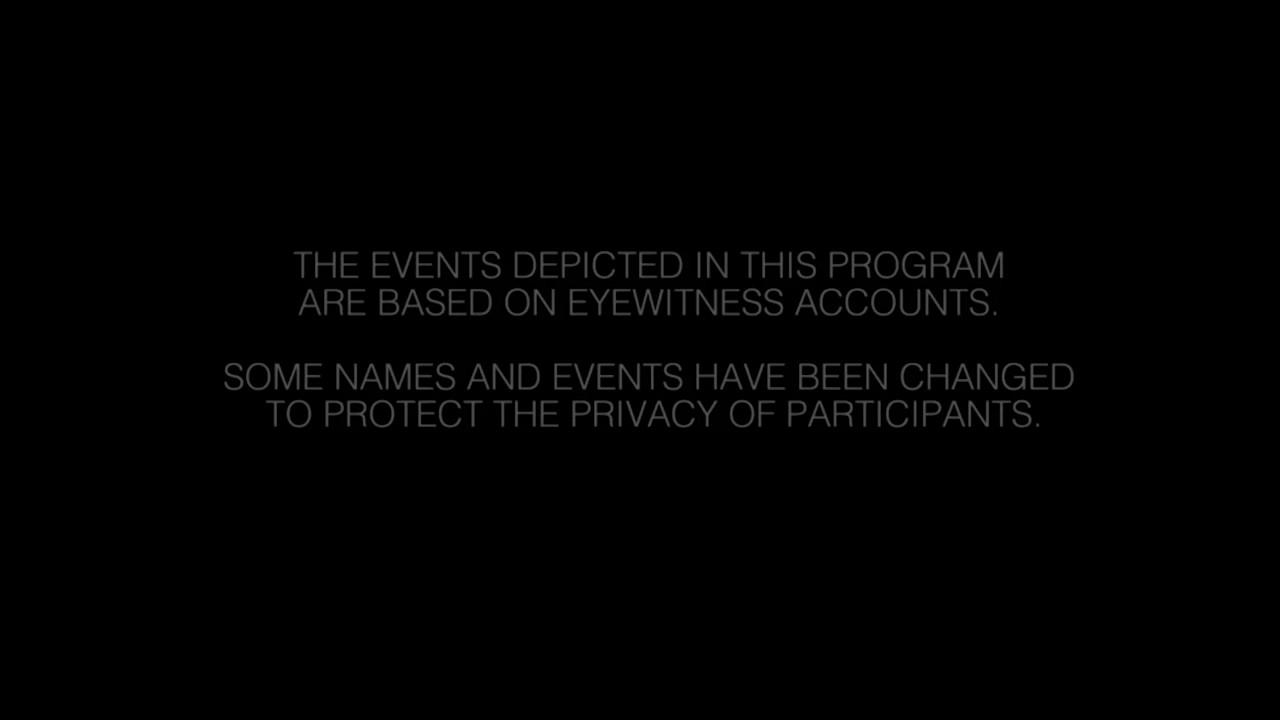 THE EVENTS DEPICTED IN THIS PROGRAM
ARE BASED ON EYEWITNESS ACCOUNTS.
SOME NAMES AND EVENTS HAVE BEEN CHANGED
TO PROTECT THE PRIVACY OF PARTICIPANTS.